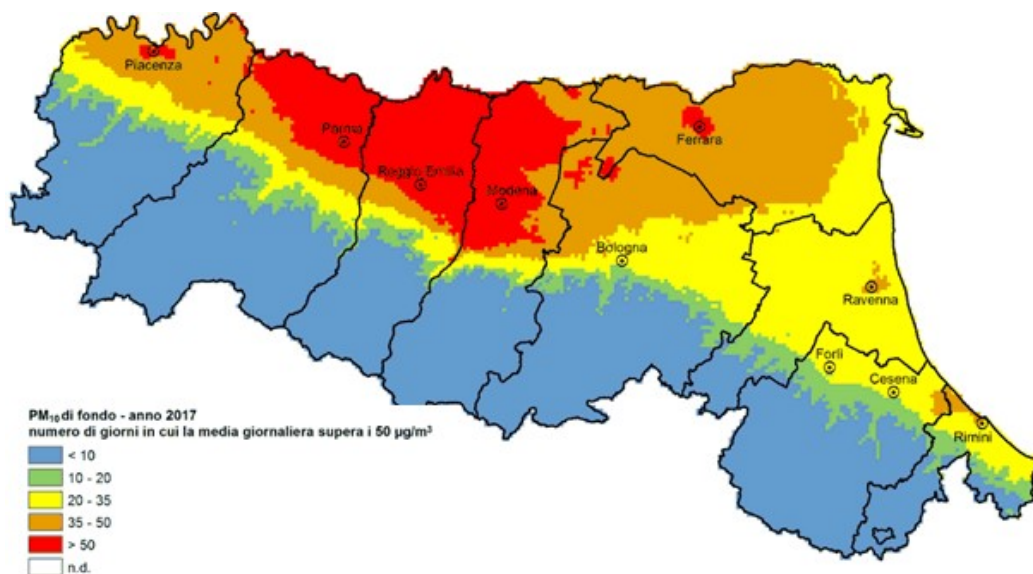 Piacenza
Parma
Reggio Emilia
Modena
Ferrara
Bologna
Ravenna
Forlì
Cesena
Rimini
PM₁₀ di fondo - anno 2017
numero di giorni in cui la media giornaliera supera i 50 µg/m³
< 10
10 - 20
20 - 35
35 - 50
> 50
n.d.